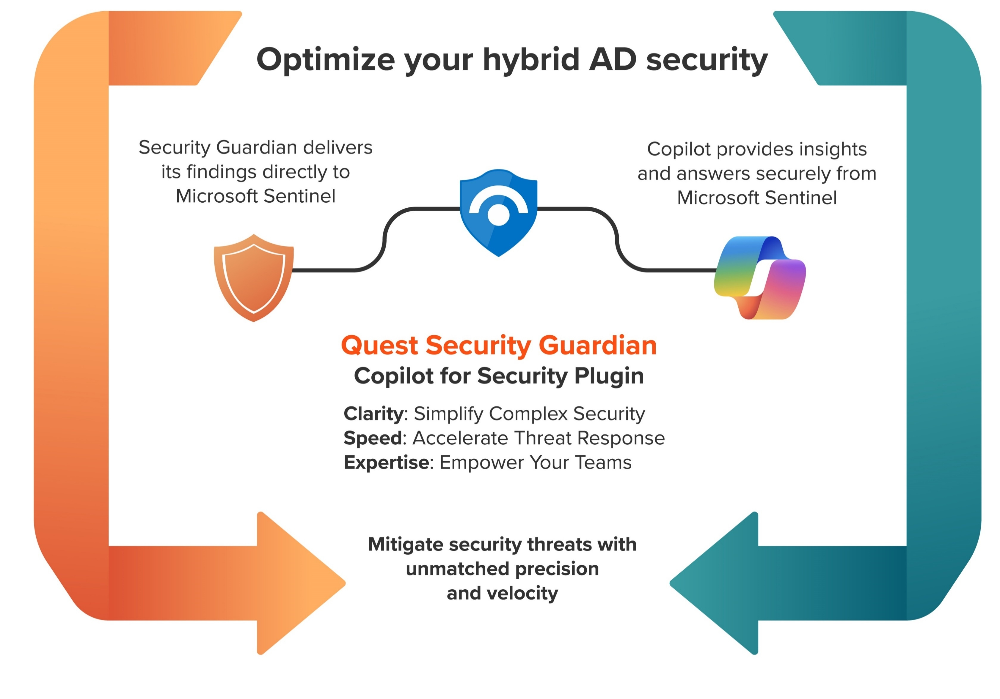 Optimize your hybrid AD security
Security Guardian delivers
its findings directly to
Microsoft Sentinel
Copilot provides insights
and answers securely from
Microsoft Sentinel
Quest Security Guardian
Copilot for Security Plugin
Clarity: Simplify Complex Security
Speed: Accelerate Threat Response
Expertise: Empower Your Teams
Mitigate security threats with
unmatched precision
and velocity